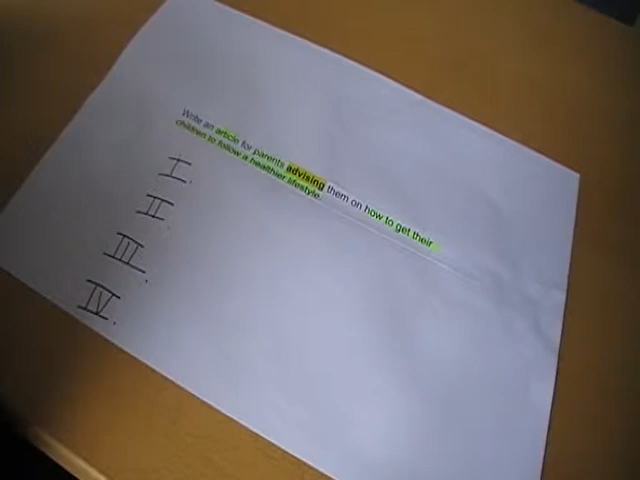 Write an article for parents advising them on how to get their
children to follow a healthier lifestyle.
I.
II.
III.
IV.